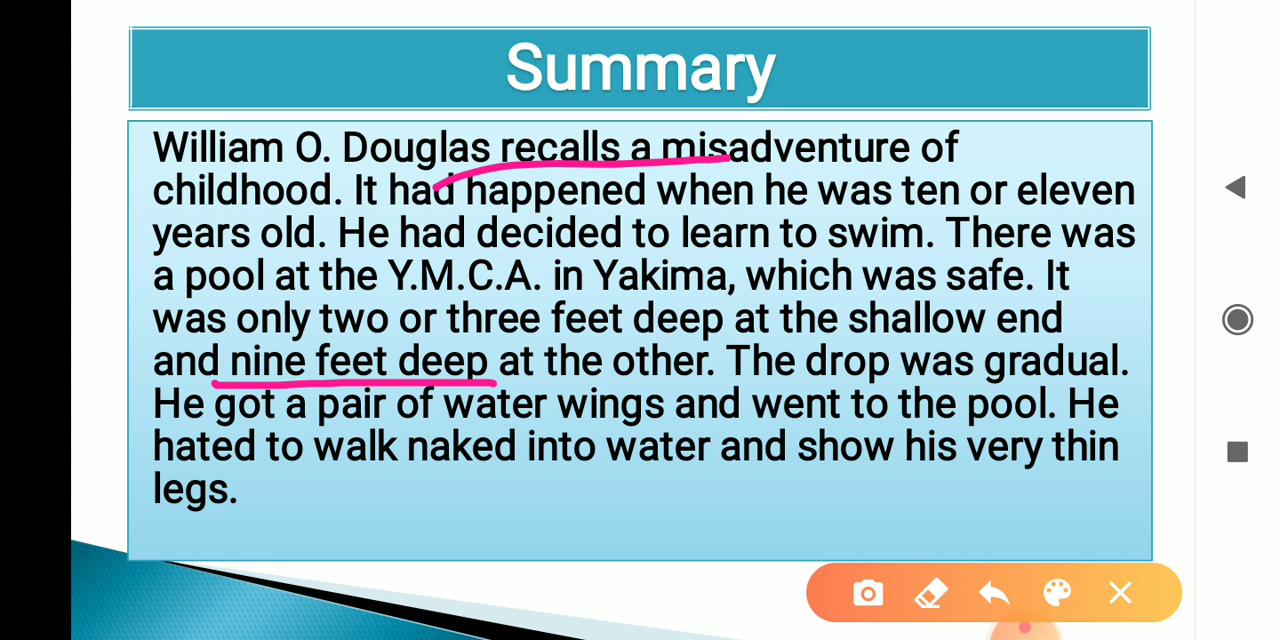 Summary
William O. Douglas recalls a misadventure of
childhood. It had happened when he was ten or eleven
years old. He had decided to learn to swim. There was
a pool at the Y.M.C.A. in Yakima, which was safe. It
was only two or three feet deep at the shallow end
and nine feet deep at the other. The drop was gradual.
He got a pair of water wings and went to the pool. He
hated to walk naked into water and show his very thin
legs.